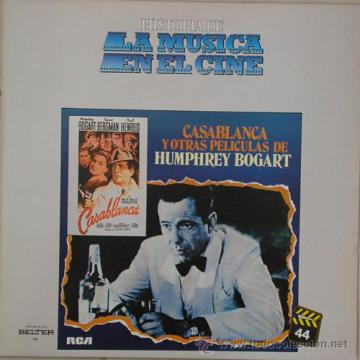 HISTORIA DE
LA MUSICA
EN EL CINE
BOGART BERGMAN HENREID
Casablanca
CASABLANCA
Y OTRAS PELICULAS DE
HUMPHREY BOGART
BELTER
RCA
44
todocoleccion.net